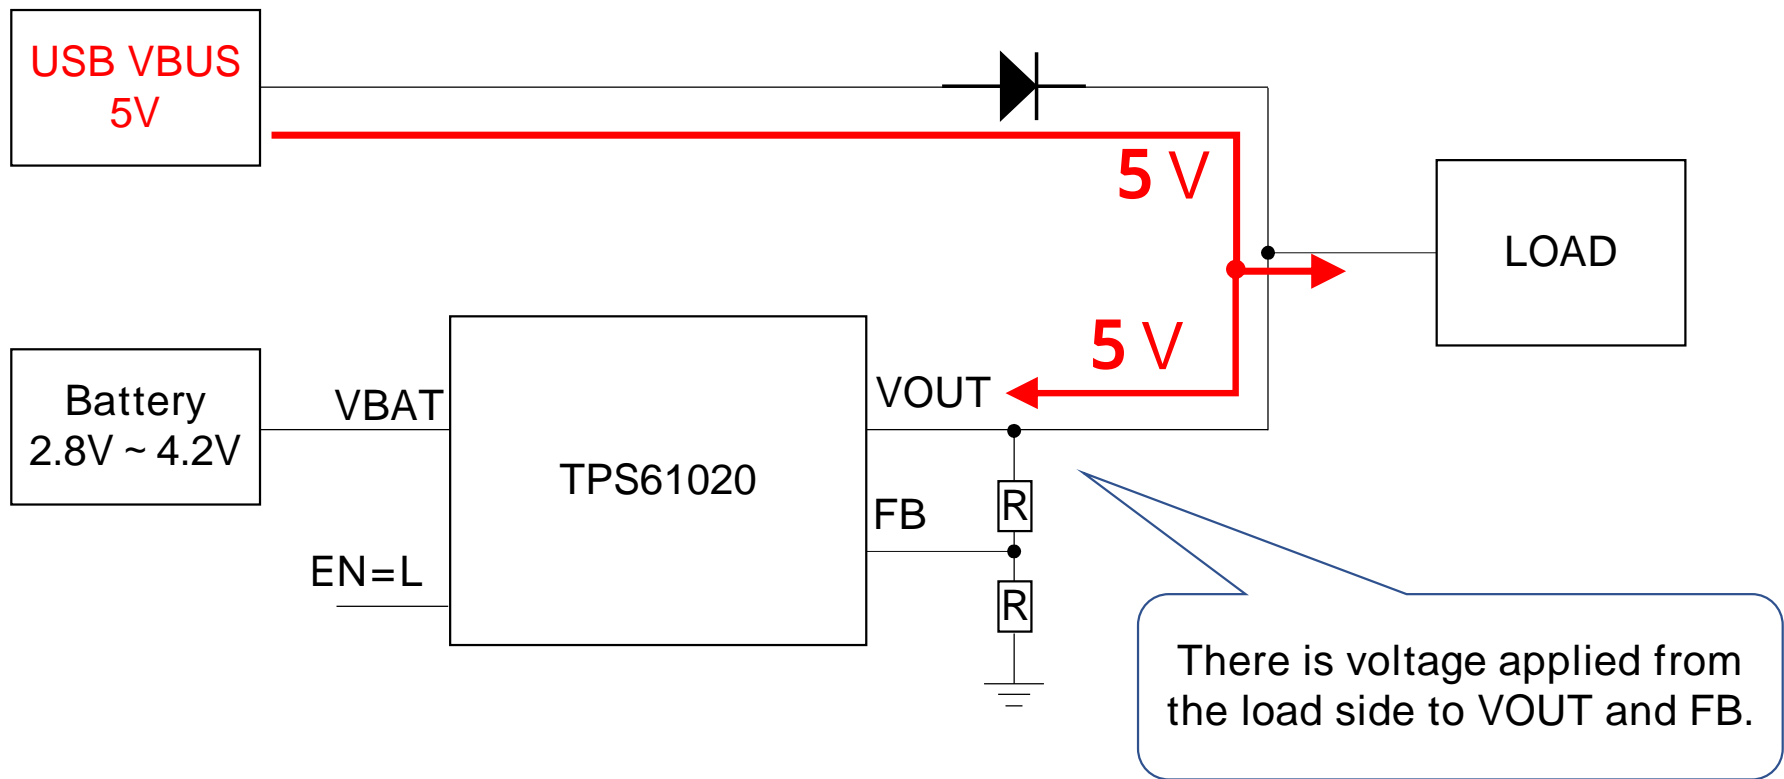 USB VBUS
5V
5 V
LOAD
5 V
Battery
2.8V ~ 4.2V
VBAT
VOUT
TPS61020
FB
R
EN=L
R
There is voltage applied from
the load side to VOUT and FB.